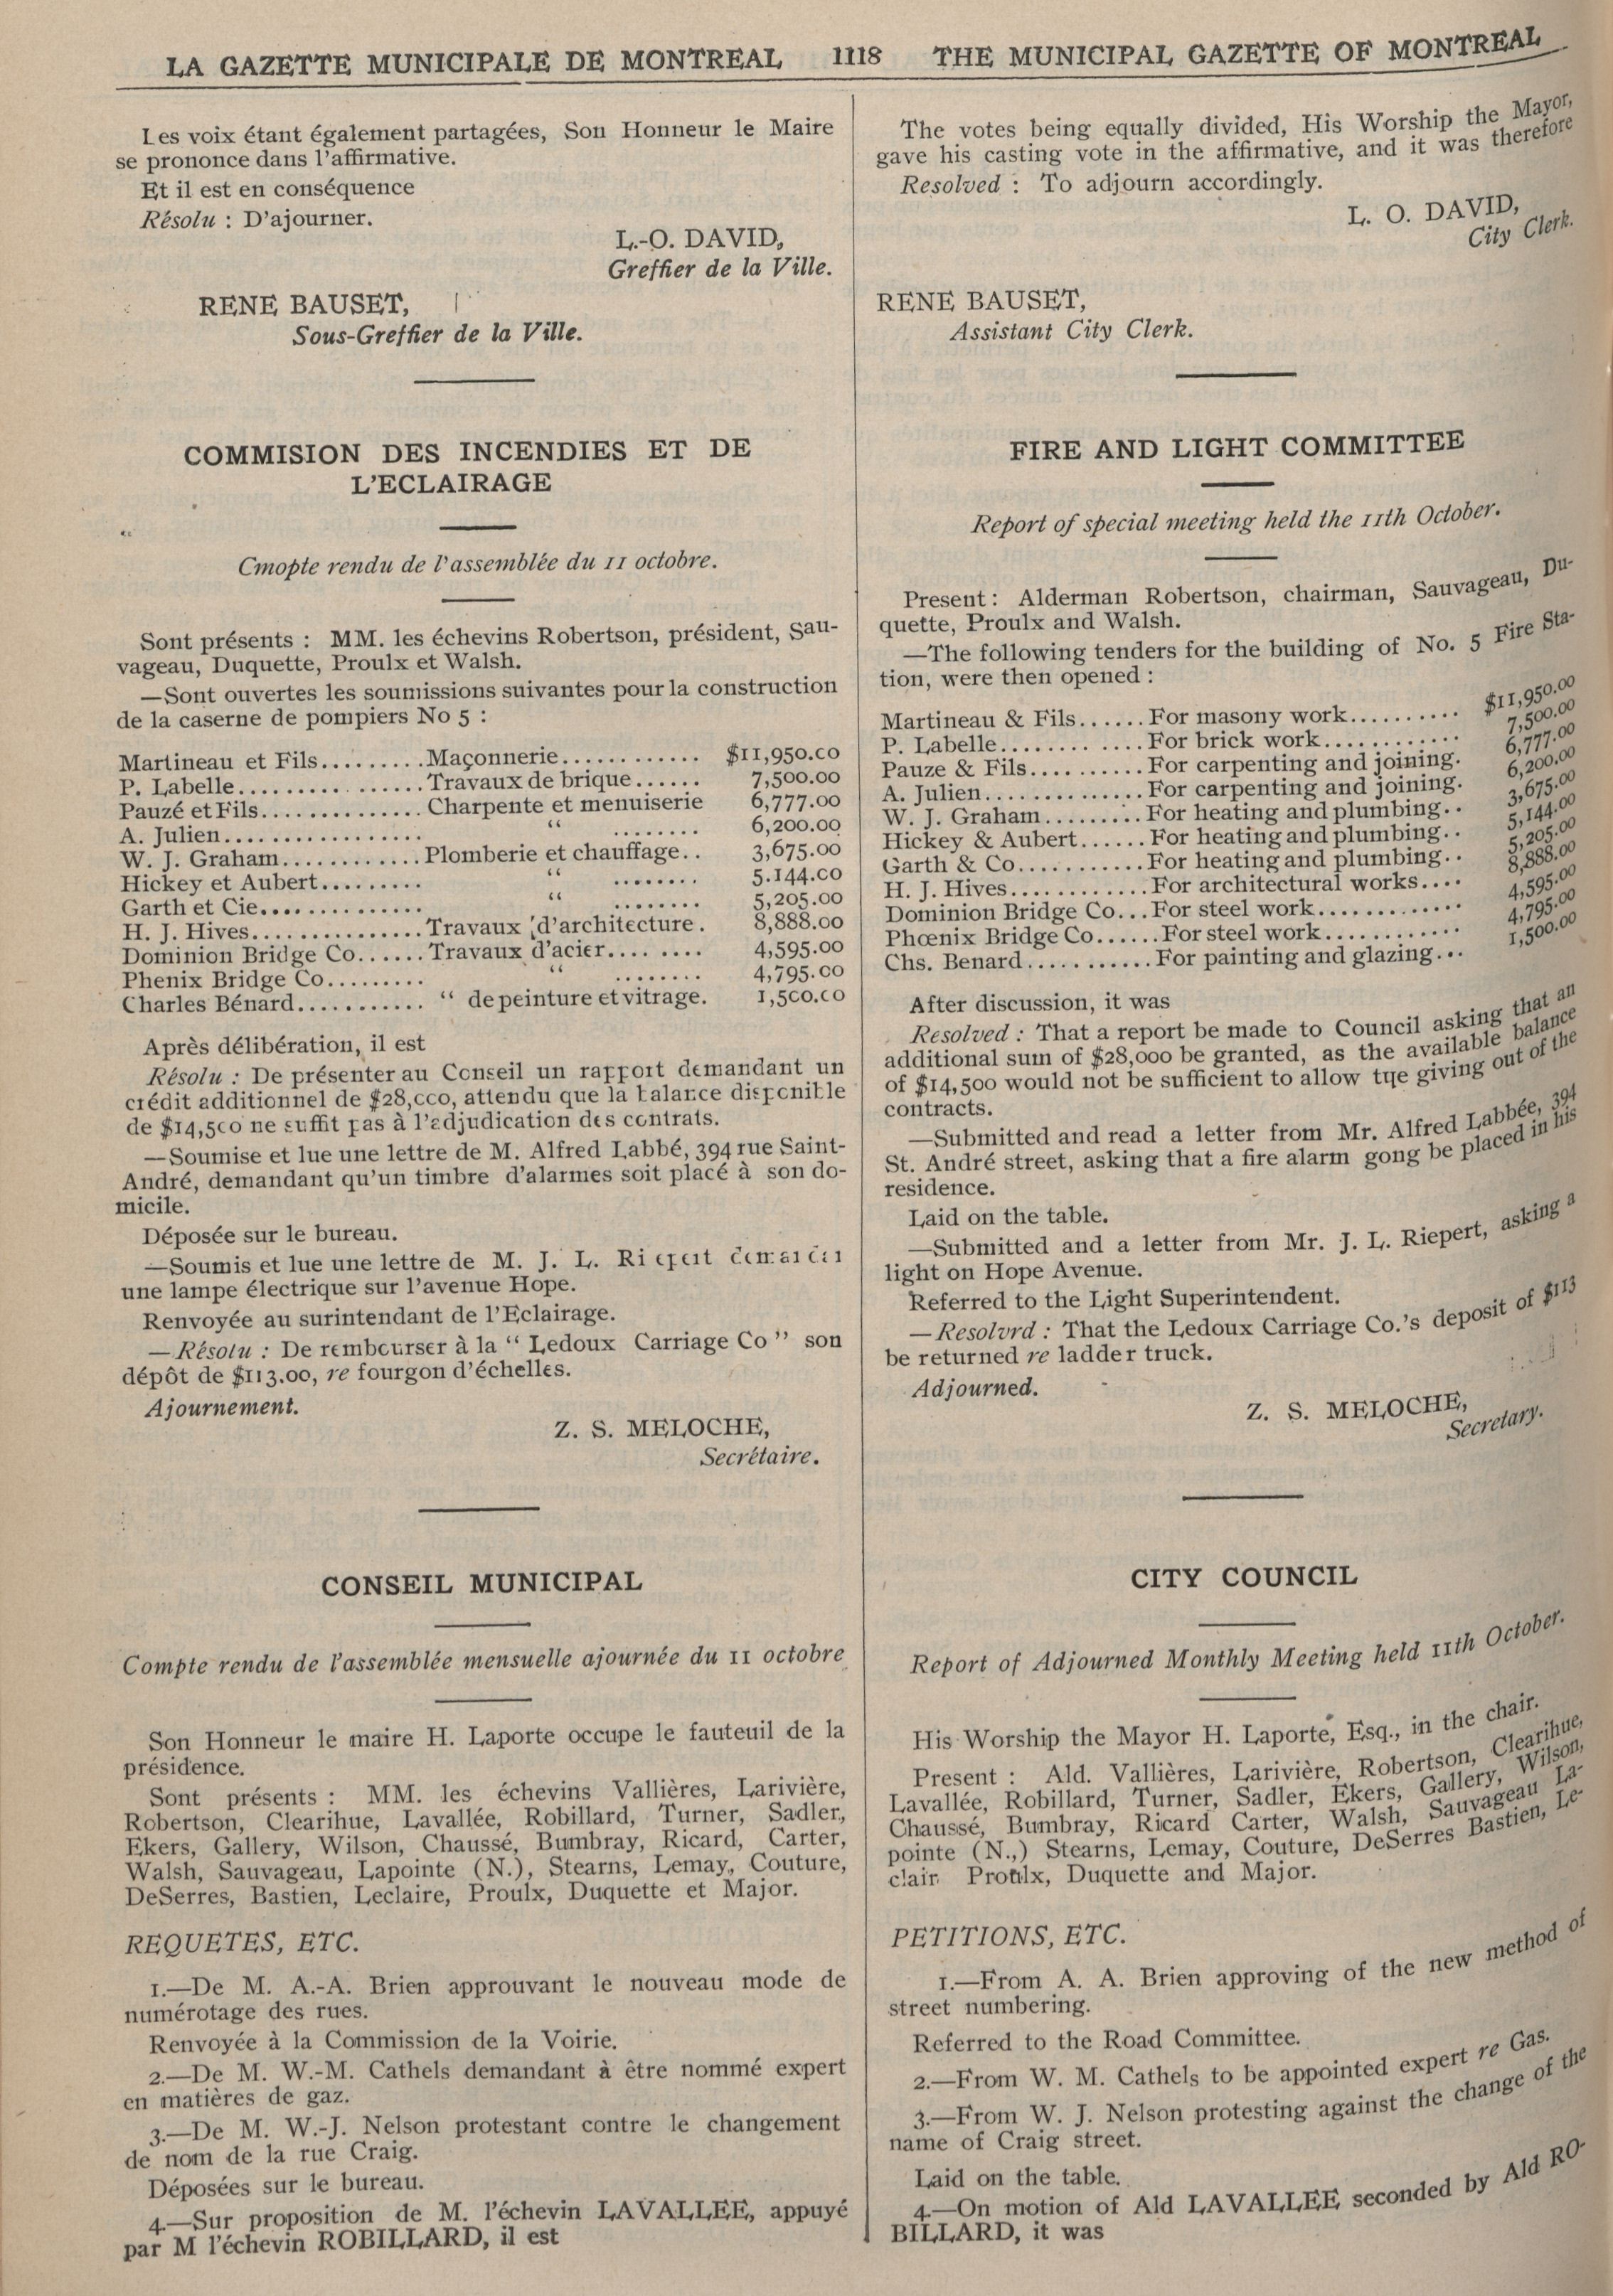 LA GAZETTE MUNICIPALE DE MONTREAL 1118 THE MUNICIPAL GAZETTE OF MONTREAL
Les voix étant également partagées, Son Honneur le Maire
se prononce dans l'affirmative.
Et il est en conséquence
Résolu : D'ajourner.
L.-O. DAVID,
Greffier de la Ville.
RENE BAUSET,
Sous-Greffier de la Ville.
COMMISION DES INCENDIES ET DE
L'ECLAIRAGE
Cmopte rendu de l'assemblée du 11 octobre.
Sont présents : MM. les échevins Robertson, président, Sau-
vageau, Duquette, Proulx et Walsh.
—Sont ouvertes les soumissions suivantes pour la construction
de la caserne de pompiers No 5 :
Martineau et Fils.........Maçonnerie............ $11,950.00
P. Labelle................Travaux de brique...... 7,500.00
Pauzé et Fils..............Charpente et menuiserie 6,777.00
A. Julien................. " ........ 6,200.00
W. J. Graham............Plomberie et chauffage.. 3,675.00
Hickey et Aubert......... " ........ 5.144.00
Garth et Cie.............. " ........ 5,205.00
H. J. Hives...............Travaux d'architecture. 8,888.00
Dominion Bridge Co......Travaux d'acier........ 4,595.00
Phenix Bridge Co......... " ........ 4,795.00
Charles Bénard........... " de peinture et vitrage. 1,500.00
Après délibération, il est
Résolu : De présenter au Conseil un rapport demandant un
crédit additionnel de $28,000, attendu que la balance disponible
de $14,500 ne suffit pas à l'adjudication des contrats.
—Soumise et lue une lettre de M. Alfred Labbé, 394 rue Saint-
André, demandant qu'un timbre d'alarmes soit placé à son do-
micile.
Déposée sur le bureau.
—Soumis et lue une lettre de M. J. L. Riepert
une lampe électrique sur l'avenue Hope.
Renvoyée au surintendant de l'Eclairage.
—Résolu : De rembourser à la " Ledoux Carriage Co " son
dépôt de $113.00, re fourgon d'échelles.
Ajournement.
Z. S. MELOCHE,
Secrétaire.
CONSEIL MUNICIPAL
Compte rendu de l'assemblée mensuelle ajournée du 11 octobre
Son Honneur le maire H. Laporte occupe le fauteuil de la
présidence.
Sont présents : MM. les échevins Vallières, Larivière,
Robertson, Clearihue, Lavallée, Robillard, Turner, Sadler,
Ekers, Gallery, Wilson, Chaussé, Bumbray, Ricard, Carter,
Walsh, Sauvageau, Lapointe (N.), Stearns, Lemay, Couture,
DeSerres, Bastien, Leclaire, Proulx, Duquette et Major.
REQUETES, ETC.
1.—De M. A.-A. Brien approuvant le nouveau mode de
numérotage des rues.
Renvoyée à la Commission de la Voirie.
2.—De M. W.-M. Cathels demandant à être nommé expert
en matières de gaz.
3.—De M. W.-J. Nelson protestant contre le changement
de nom de la rue Craig.
Déposées sur le bureau.
4.—Sur proposition de M. l'échevin LAVALLEE, appuyé
par M l'échevin ROBILLARD, il est
The votes being equally divided, His Worship the Mayor,
gave his casting vote in the affirmative, and it was therefore
Resolved : To adjourn accordingly.
L. O. DAVID,
City Clerk.
RENE BAUSET,
Assistant City Clerk.
FIRE AND LIGHT COMMITTEE
Report of special meeting held the 11th October.
Present : Alderman Robertson, chairman, Sauvageau, Du-
quette, Proulx and Walsh.
—The following tenders for the building of No. 5 Fire Sta-
tion, were then opened :
Martineau & Fils......For masony work.......... $11,950.00
P. Labelle..............For brick work............ 7,500.00
Pauze & Fils..........For carpenting and joining. 6,777.00
A. Julien..............For carpenting and joining. 6,200.00
W. J. Graham.........For heating and plumbing.. 3,675.00
Hickey & Aubert......For heating and plumbing.. 5,144.00
Garth & Co............For heating and plumbing.. 5,205.00
H. J. Hives............For architectural works.... 8,888.00
Dominion Bridge Co...For steel work............. 4,595.00
Phœnix Bridge Co......For steel work............ 4,795.00
Chs. Benard...........For painting and glazing... 1,500.00
After discussion, it was
Resolved : That a report be made to Council asking that an
additional sum of $28,000 be granted, as the available balance
of $14,500 would not be sufficient to allow tqe giving out of the
contracts.
—Submitted and read a letter from Mr. Alfred Labbée, 394
St. André street, asking that a fire alarm gong be placed in his
residence.
Laid on the table.
—Submitted and a letter from Mr. J. L. Riepert, asking a
light on Hope Avenue.
Referred to the Light Superintendent.
—Resolvrd : That the Ledoux Carriage Co.'s deposit of $113
be returned re ladder truck.
Adjourned.
Z. S. MELOCHE,
Secretary.
CITY COUNCIL
Report of Adjourned Monthly Meeting held 11th October.
His Worship the Mayor H. Laporte, Esq., in the chair.
Present : Ald. Vallières, Larivière, Robertson, Clearihue,
Lavallée, Robillard, Turner, Sadler, Ekers, Gallery, Wilson,
Chaussé, Bumbray, Ricard Carter, Walsh, Sauvageau La-
pointe (N.,) Stearns, Lemay, Couture, DeSerres Bastien, Le-
clair Proulx, Duquette and Major.
PETITIONS, ETC.
1.—From A. A. Brien approving of the new method of
street numbering.
Referred to the Road Committee.
2.—From W. M. Cathels to be appointed expert re Gas.
3.—From W. J. Nelson protesting against the change of the
name of Craig street.
Laid on the table.
4.—On motion of Ald LAVALLEE seconded by Ald RO-
BILLARD, it was